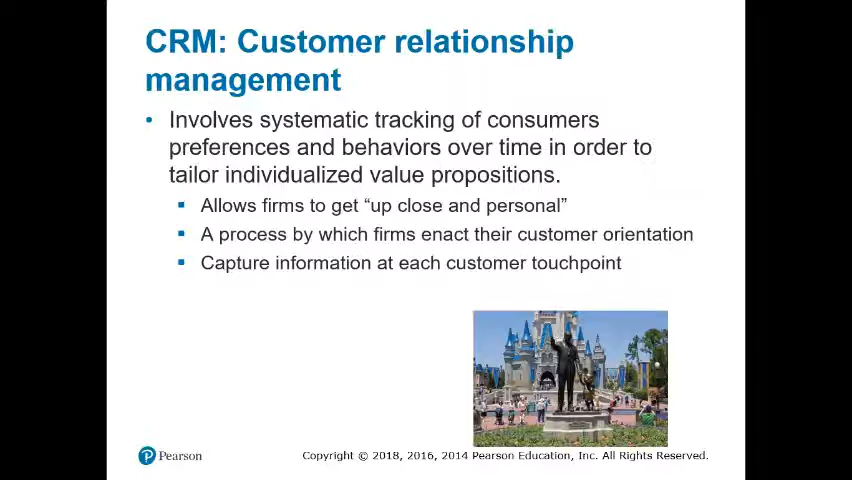 CRM: Customer relationship
management
• Involves systematic tracking of consumers
preferences and behaviors over time in order to
tailor individualized value propositions.
▪ Allows firms to get “up close and personal”
▪ A process by which firms enact their customer orientation
▪ Capture information at each customer touchpoint
Pearson
Copyright © 2018, 2016, 2014 Pearson Education, Inc. All Rights Reserved.